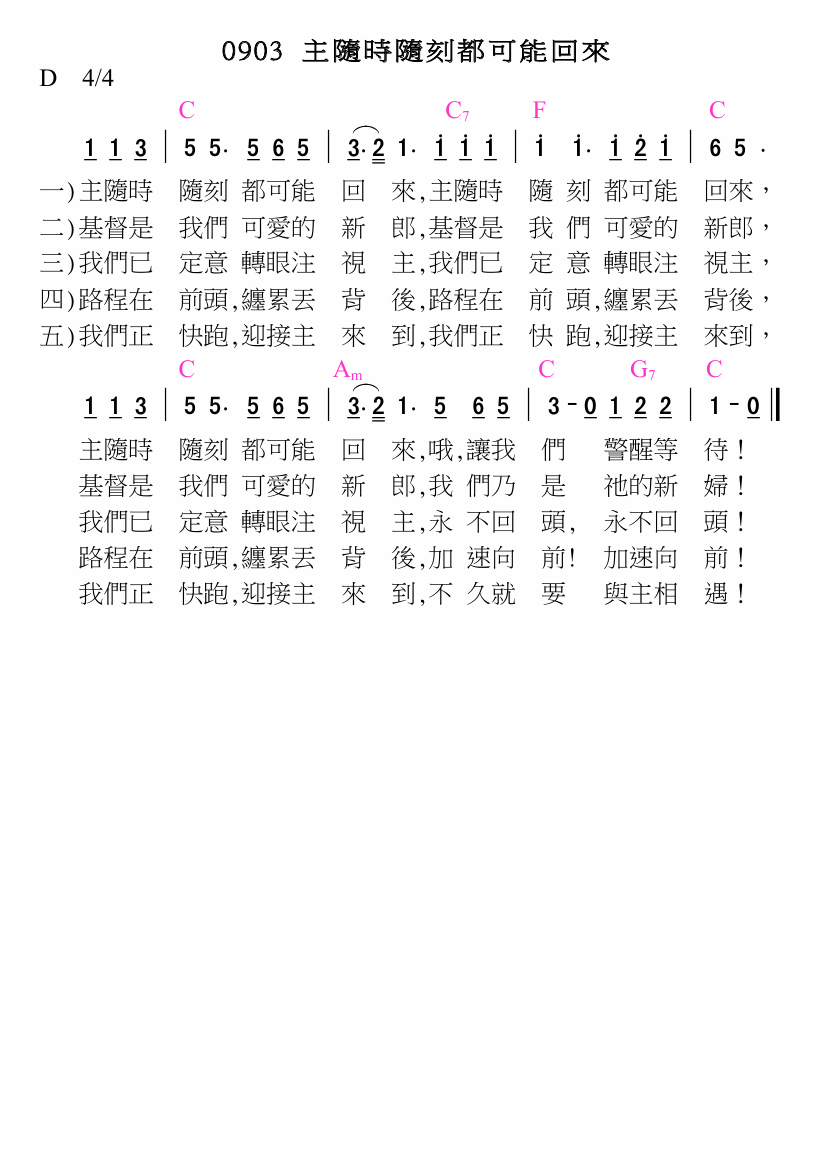 0903 主隨時隨刻都可能回來
D 4/4
C C7 F C
1 1 3 | 5 5· 5 6 5 | 3· 2 1· i i i | i i· i 2̇ i | 6 5 ·
一)主隨時 隨刻 都可能 回 來,主隨時 隨 刻 都可能 回來，
二)基督是 我們 可愛的 新 郎,基督是 我 們 可愛的 新郎，
三)我們已 定意 轉眼注 視 主,我們已 定 意 轉眼注 視主，
四)路程在 前頭,纏累丟 背 後,路程在 前 頭,纏累丟 背後，
五)我們正 快跑,迎接主 來 到,我們正 快 跑,迎接主 來到，
C Am C G7 C
1 1 3 | 5 5· 5 6 5 | 3· 2 1· 5 6 5 | 3 - 0 1 2 2 | 1 - 0 ‖
主隨時 隨刻 都可能 回 來,哦,讓我 們 警醒等 待！
基督是 我們 可愛的 新 郎,我 們乃 是 祂的新 婦！
我們已 定意 轉眼注 視 主,永 不回 頭, 永不回 頭！
路程在 前頭,纏累丟 背 後,加 速向 前! 加速向 前！
我們正 快跑,迎接主 來 到,不 久就 要 與主相 遇！